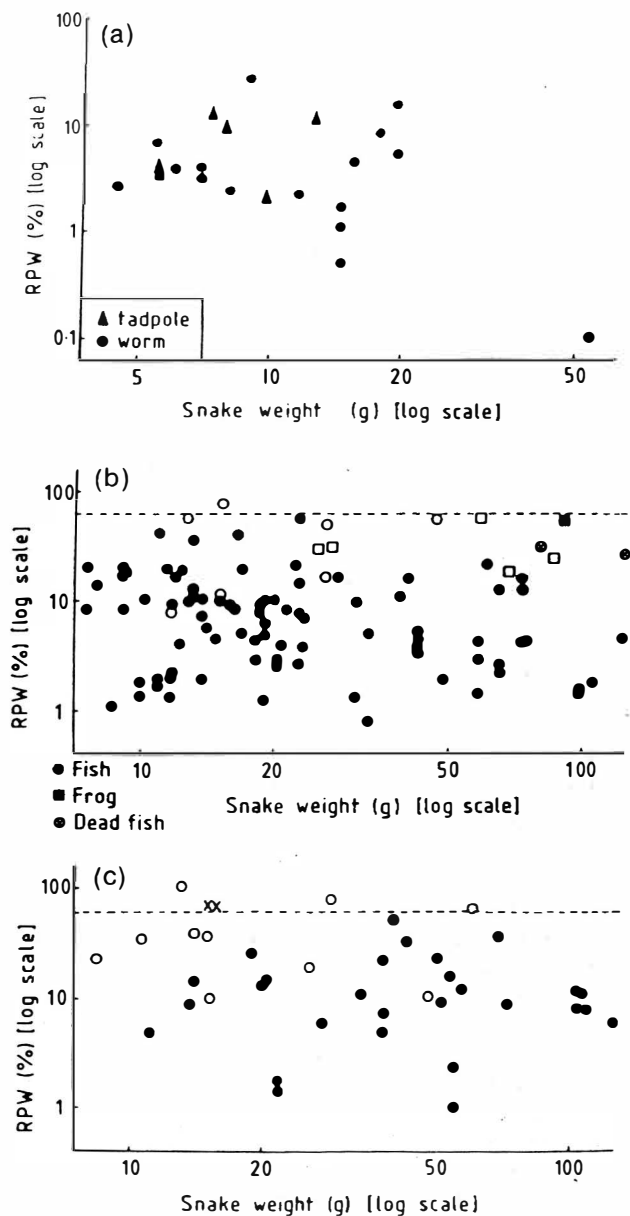 (a)
100
10
1
0·1
RPW (%) [log scale]
▲ tadpole
● worm
5 10 20 50
Snake weight (g) [log scale]
(b)
100
10
1
RPW (%) [log scale]
10 20 50 100
● Fish
■ Frog
⊗ Dead fish
Snake weight (g) [log scale]
(c)
100
10
1
RPW (%) [log scale]
10 20 50 100
Snake weight (g) [log scale]